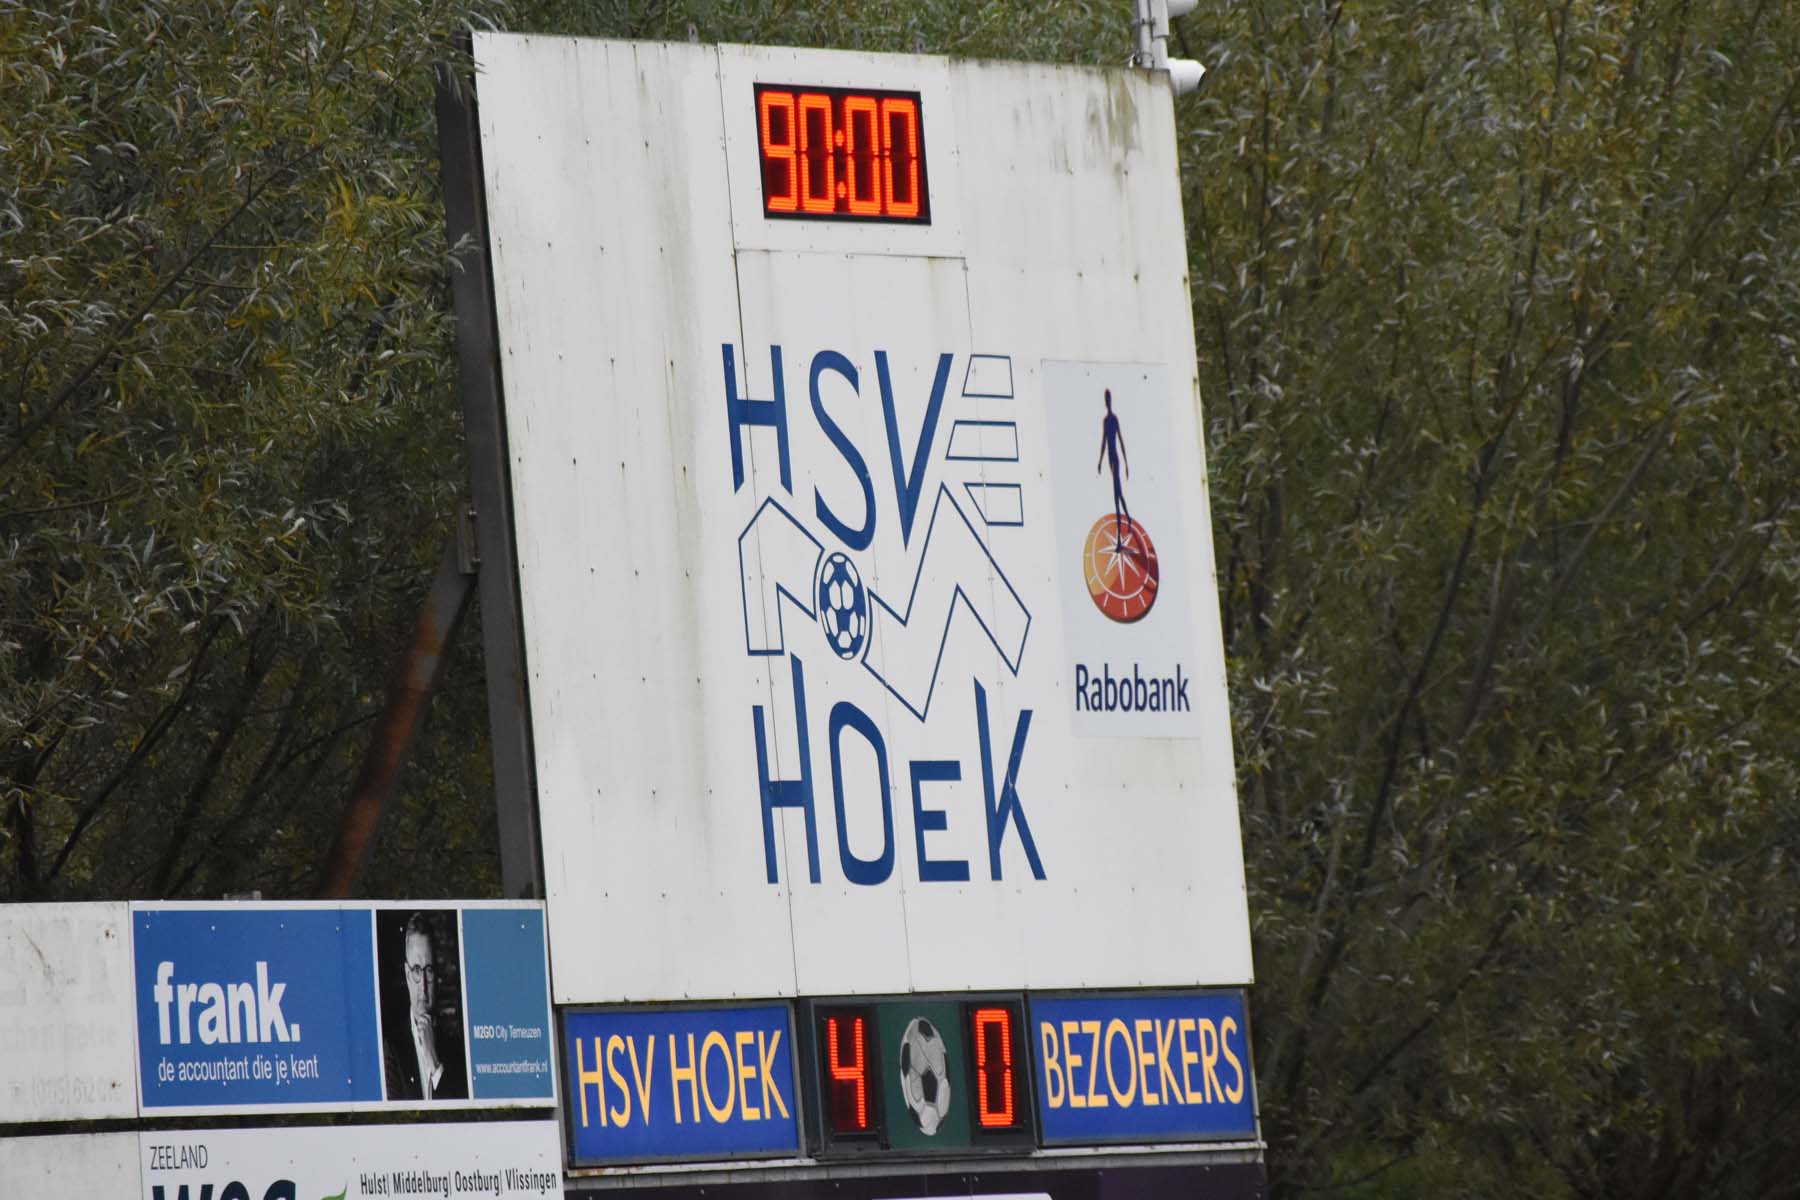 90:00
HSV
HOEK
Rabobank
frank.
de accountant die je kent
M2GO City Terneuzen
www.accountantfrank.nl
HSV HOEK
4
0
BEZOEKERS
ZEELAND
Hulst| Middelburg| Oostburg| Vlissingen